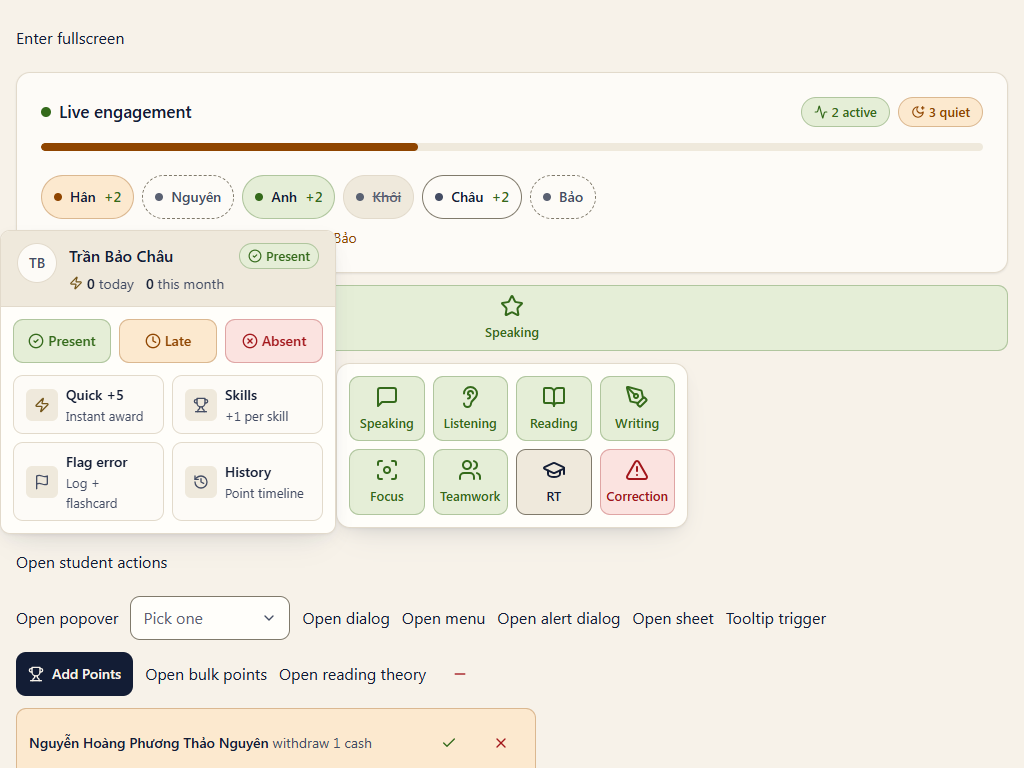 Enter fullscreen
Live engagement
2 active
3 quiet
Hân +2
Nguyên
Anh +2
Khôi
Châu +2
Bảo
Bảo
TB
Trần Bảo Châu
Present
0 today 0 this month
Present
Late
Absent
Quick +5
Instant award
Skills
+1 per skill
Flag error
Log +
flashcard
History
Point timeline
Speaking
Speaking
Listening
Reading
Writing
Focus
Teamwork
RT
Correction
Open student actions
Open popover
Pick one
Open dialog
Open menu
Open alert dialog
Open sheet
Tooltip trigger
Add Points
Open bulk points
Open reading theory
Nguyễn Hoàng Phương Thảo Nguyên withdraw 1 cash